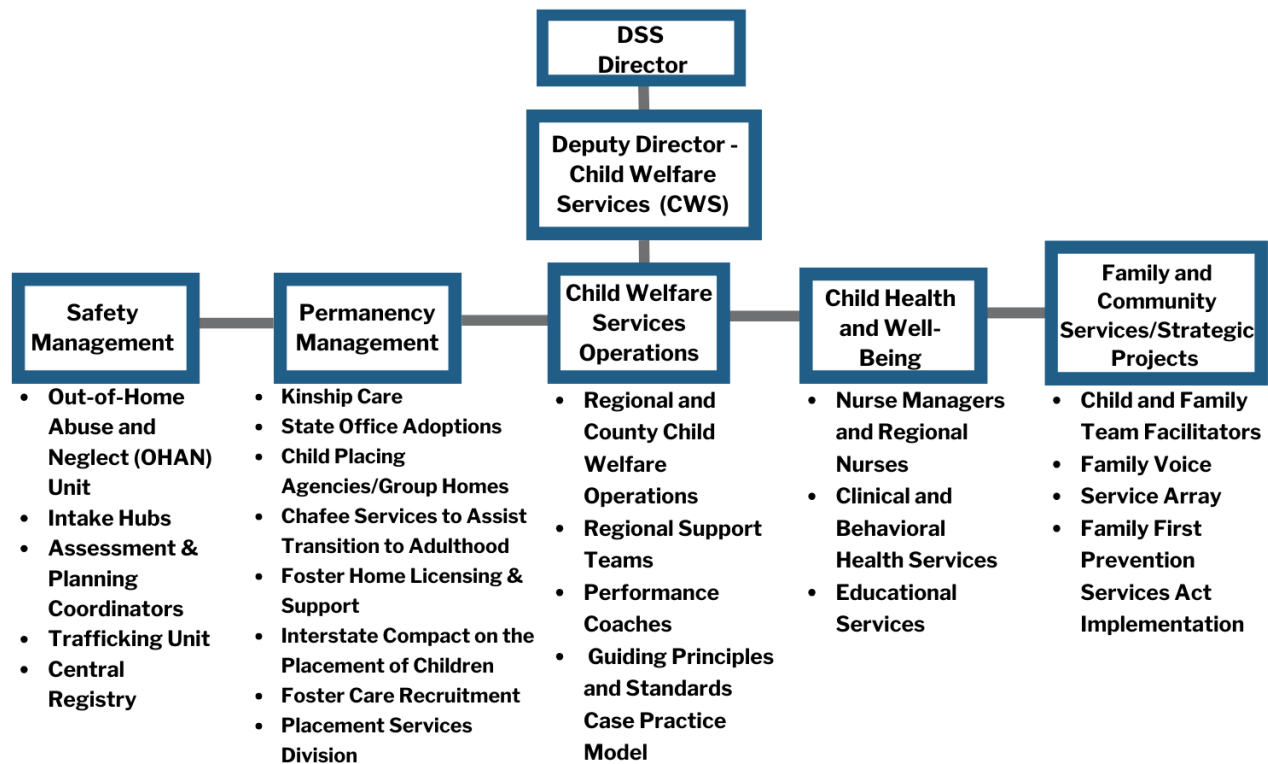 DSS
Director
Deputy Director -
Child Welfare
Services (CWS)
Safety
Management
• Out-of-Home
Abuse and
Neglect (OHAN)
Unit
• Intake Hubs
• Assessment &
Planning
Coordinators
• Trafficking Unit
• Central
Registry
Permanency
Management
• Kinship Care
• State Office Adoptions
• Child Placing
Agencies/Group Homes
• Chafee Services to Assist
Transition to Adulthood
• Foster Home Licensing &
Support
• Interstate Compact on the
Placement of Children
• Foster Care Recruitment
• Placement Services
Division
Child Welfare
Services
Operations
• Regional and
County Child
Welfare
Operations
• Regional Support
Teams
• Performance
Coaches
• Guiding Principles
and Standards
Case Practice
Model
Child Health
and Well-
Being
• Nurse Managers
and Regional
Nurses
• Clinical and
Behavioral
Health Services
• Educational
Services
Family and
Community
Services/Strategic
Projects
• Child and Family
Team Facilitators
• Family Voice
• Service Array
• Family First
Prevention
Services Act
Implementation